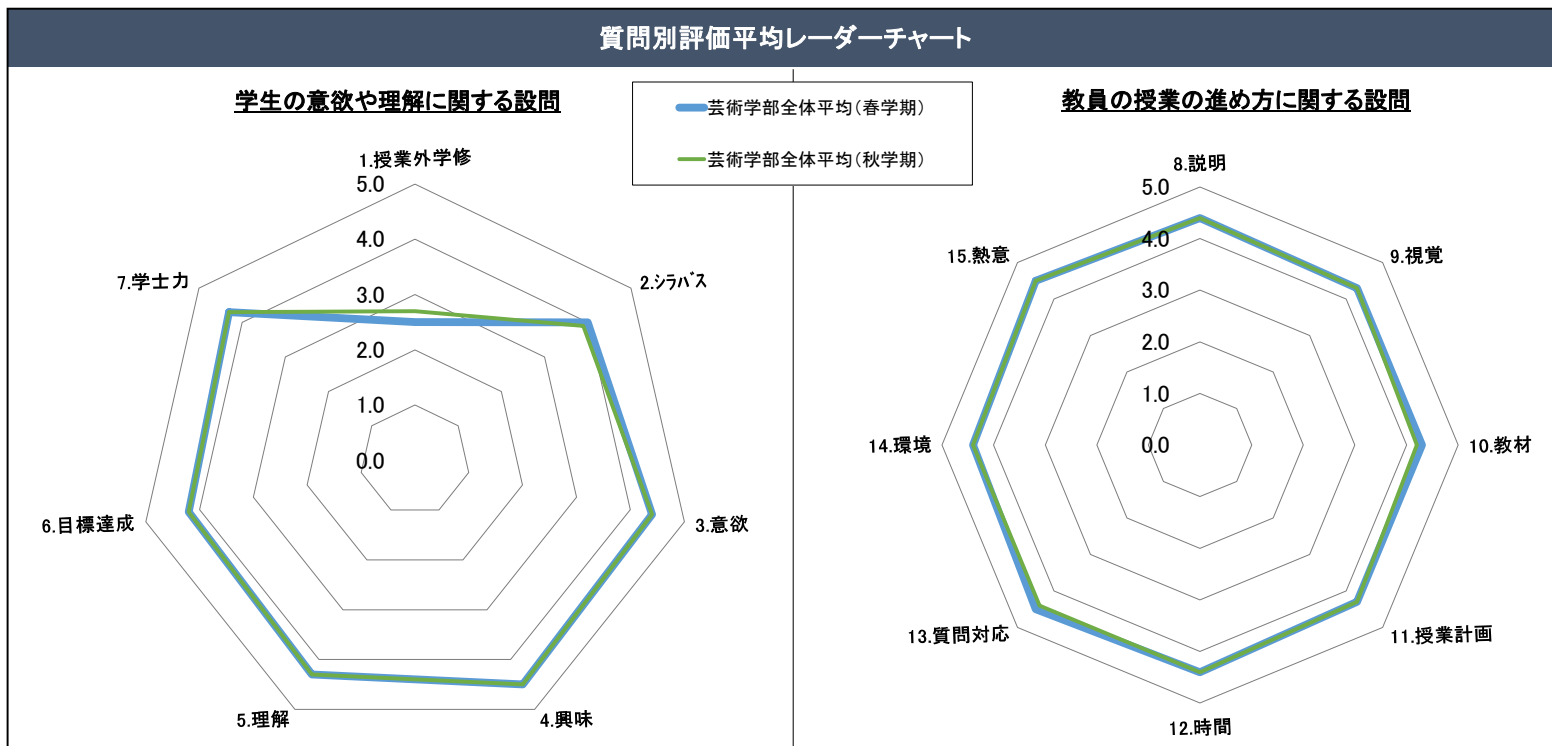 質問別評価平均レーダーチャート
学生の意欲や理解に関する設問
芸術学部全体平均(春学期)
芸術学部全体平均(秋学期)
教員の授業の進め方に関する設問
1.授業外学修
5.0
4.0
3.0
2.0
1.0
0.0
2.シラバス
3.意欲
4.興味
5.理解
6.目標達成
7.学士力
8.説明
5.0
4.0
3.0
2.0
1.0
0.0
9.視覚
10.教材
11.授業計画
12.時間
13.質問対応
14.環境
15.熱意